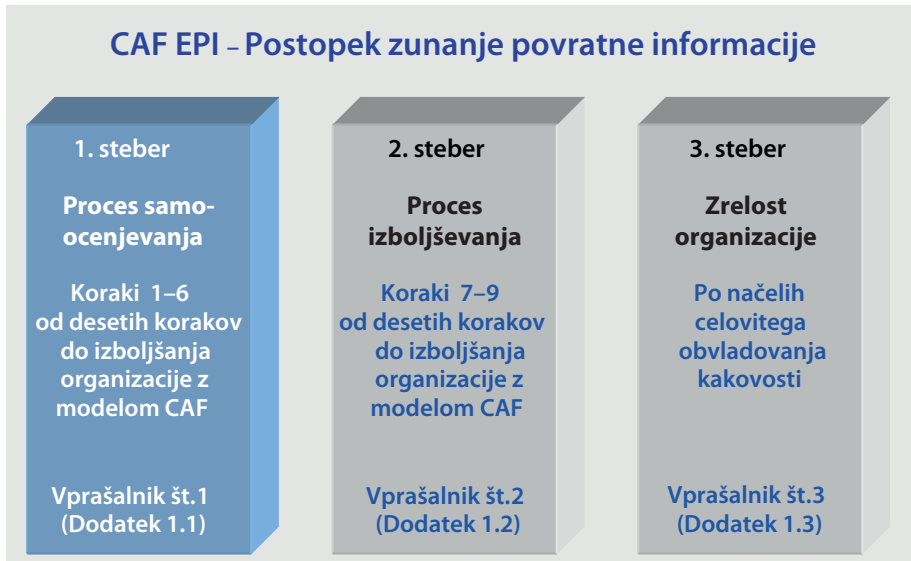 CAF EPI – Postopek zunanje povratne informacije
1. steber
Proces samo-
ocenjevanja
Koraki 1–6
od desetih korakov
do izboljšanja
organizacije z
modelom CAF
Vprašalnik št.1
(Dodatek 1.1)
2. steber
Proces
izboljševanja
Koraki 7–9
od desetih korakov
do izboljšanja
organizacije z
modelom CAF
Vprašalnik št.2
(Dodatek 1.2)
3. steber
Zrelost
organizacije
Po načelih
celovitega
obvladovanja
kakovosti
Vprašalnik št.3
(Dodatek 1.3)